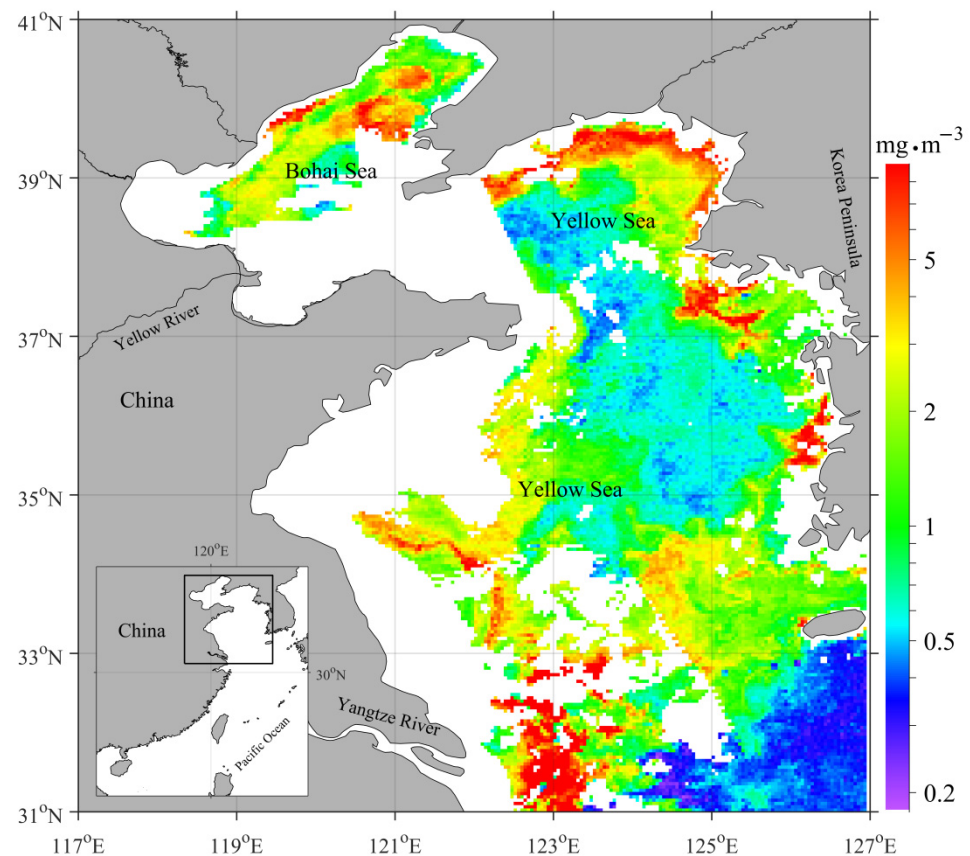 41°N
39°N
37°N
35°N
33°N
31°N
117°E
119°E
121°E
123°E
125°E
127°E
Bohai Sea
Yellow Sea
Korea Peninsula
Yellow River
China
Yellow Sea
Yangtze River
120°E
China
30°N
Pacific Ocean
mg·m⁻³
5
2
1
0.5
0.2